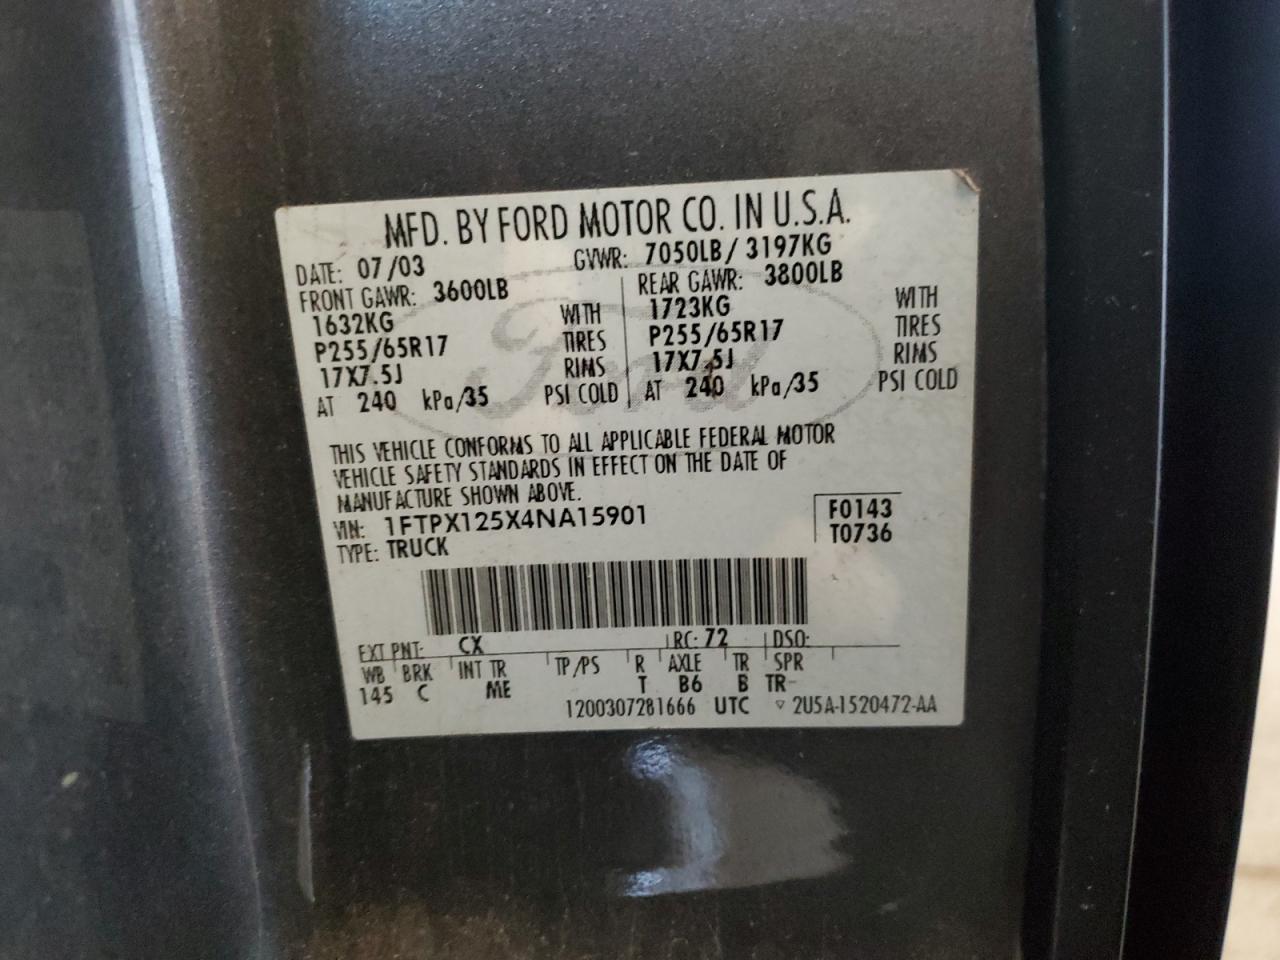 MFD. BY FORD MOTOR CO. IN U.S.A.
DATE: 07/03 GVWR: 7050LB/ 3197KG
FRONT GAWR: 3600LB REAR GAWR: 3800LB
1632KG WITH 1723KG WITH
P255/65R17 TIRES P255/65R17 TIRES
17X7.5J RIMS 17X7.5J RIMS
AT 240 kPa/35 PSI COLD AT 240 kPa/35 PSI COLD
Ford
THIS VEHICLE CONFORMS TO ALL APPLICABLE FEDERAL MOTOR
VEHICLE SAFETY STANDARDS IN EFFECT ON THE DATE OF
MANUFACTURE SHOWN ABOVE.
VIN: 1FTPX125X4NA15901 F0143
TYPE: TRUCK T0736
EXT PNT: CX RC: 72 DSO:
WB BRK INT TR TP/PS R AXLE TR SPR
145 C ME T B6 B TR-
1200307281666 UTC ▽ 2U5A-1520472-AA